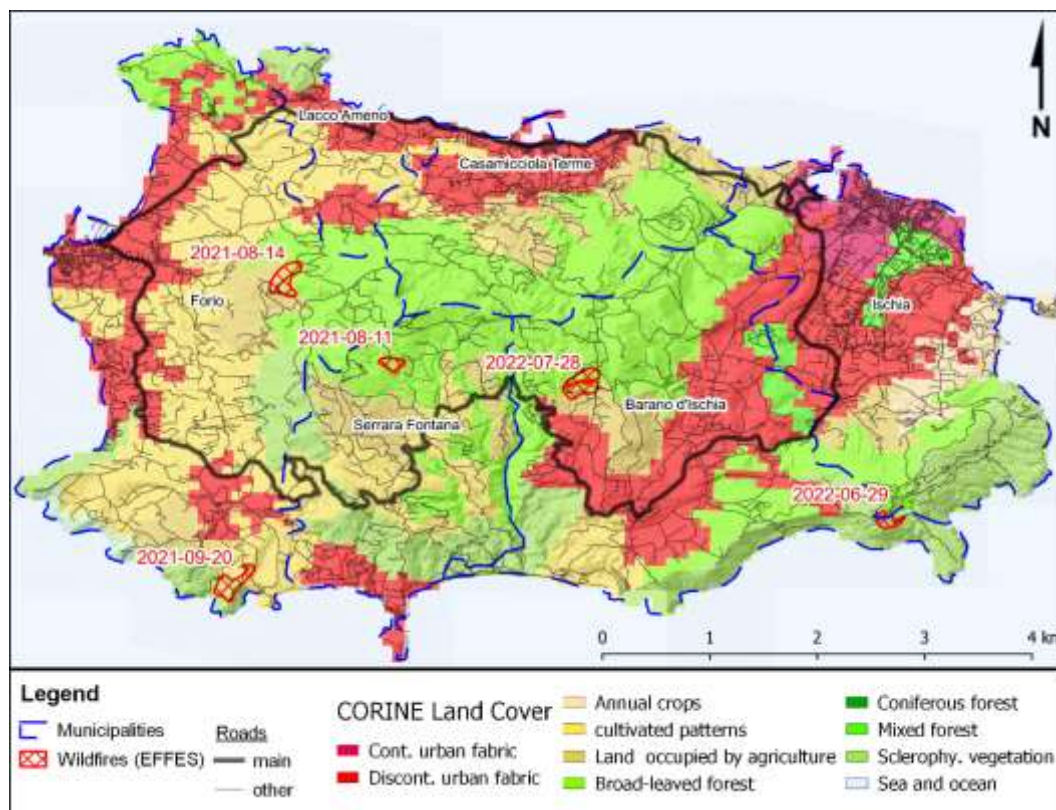 N
Lacco Ameno
Casamicciola Terme
2021-08-14
Forio
Ischia
2021-08-11
2022-07-28
Barano d'Ischia
Serrara Fontana
2022-06-29
2021-09-20
0 1 2 3 4 km
Legend
Municipalities
Wildfires (EFFES)
Roads
main
other
CORINE Land Cover
Cont. urban fabric
Discont. urban fabric
Annual crops
cultivated patterns
Land occupied by agriculture
Broad-leaved forest
Coniferous forest
Mixed forest
Sclerophy. vegetation
Sea and ocean